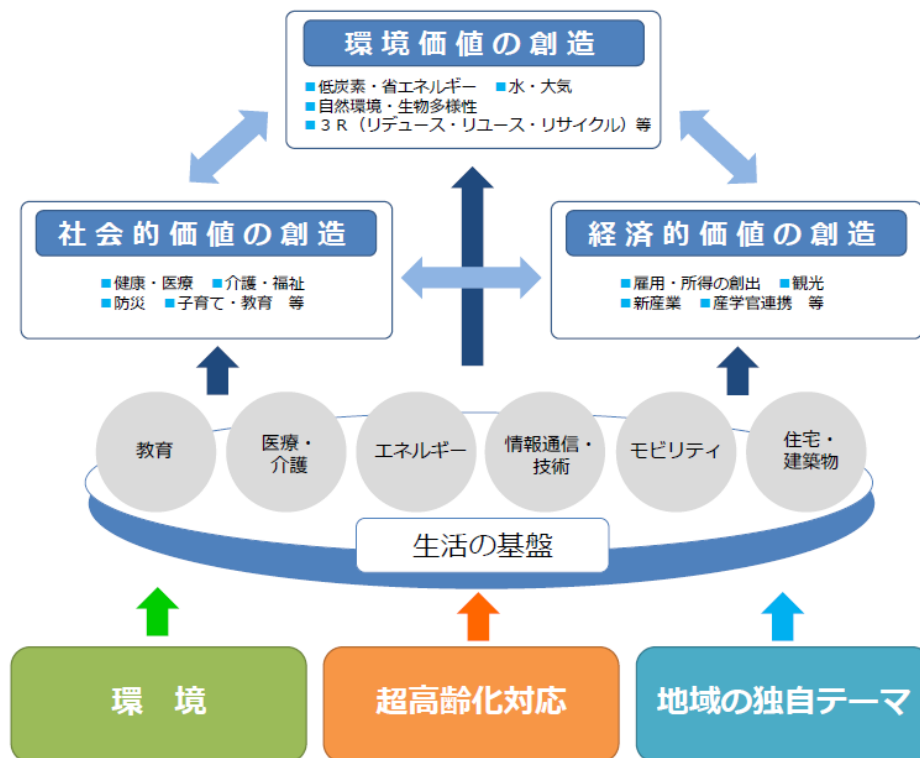 環境価値の創造
■低炭素・省エネルギー ■水・大気
■自然環境・生物多様性
■３Ｒ（リデュース・リユース・リサイクル）等
社会的価値の創造
■健康・医療 ■介護・福祉
■防災 ■子育て・教育 等
経済的価値の創造
■雇用・所得の創出 ■観光
■新産業 ■産学官連携 等
教育
医療・
介護
エネルギー
情報通信・
技術
モビリティ
住宅・
建築物
生活の基盤
環 境
超高齢化対応
地域の独自テーマ